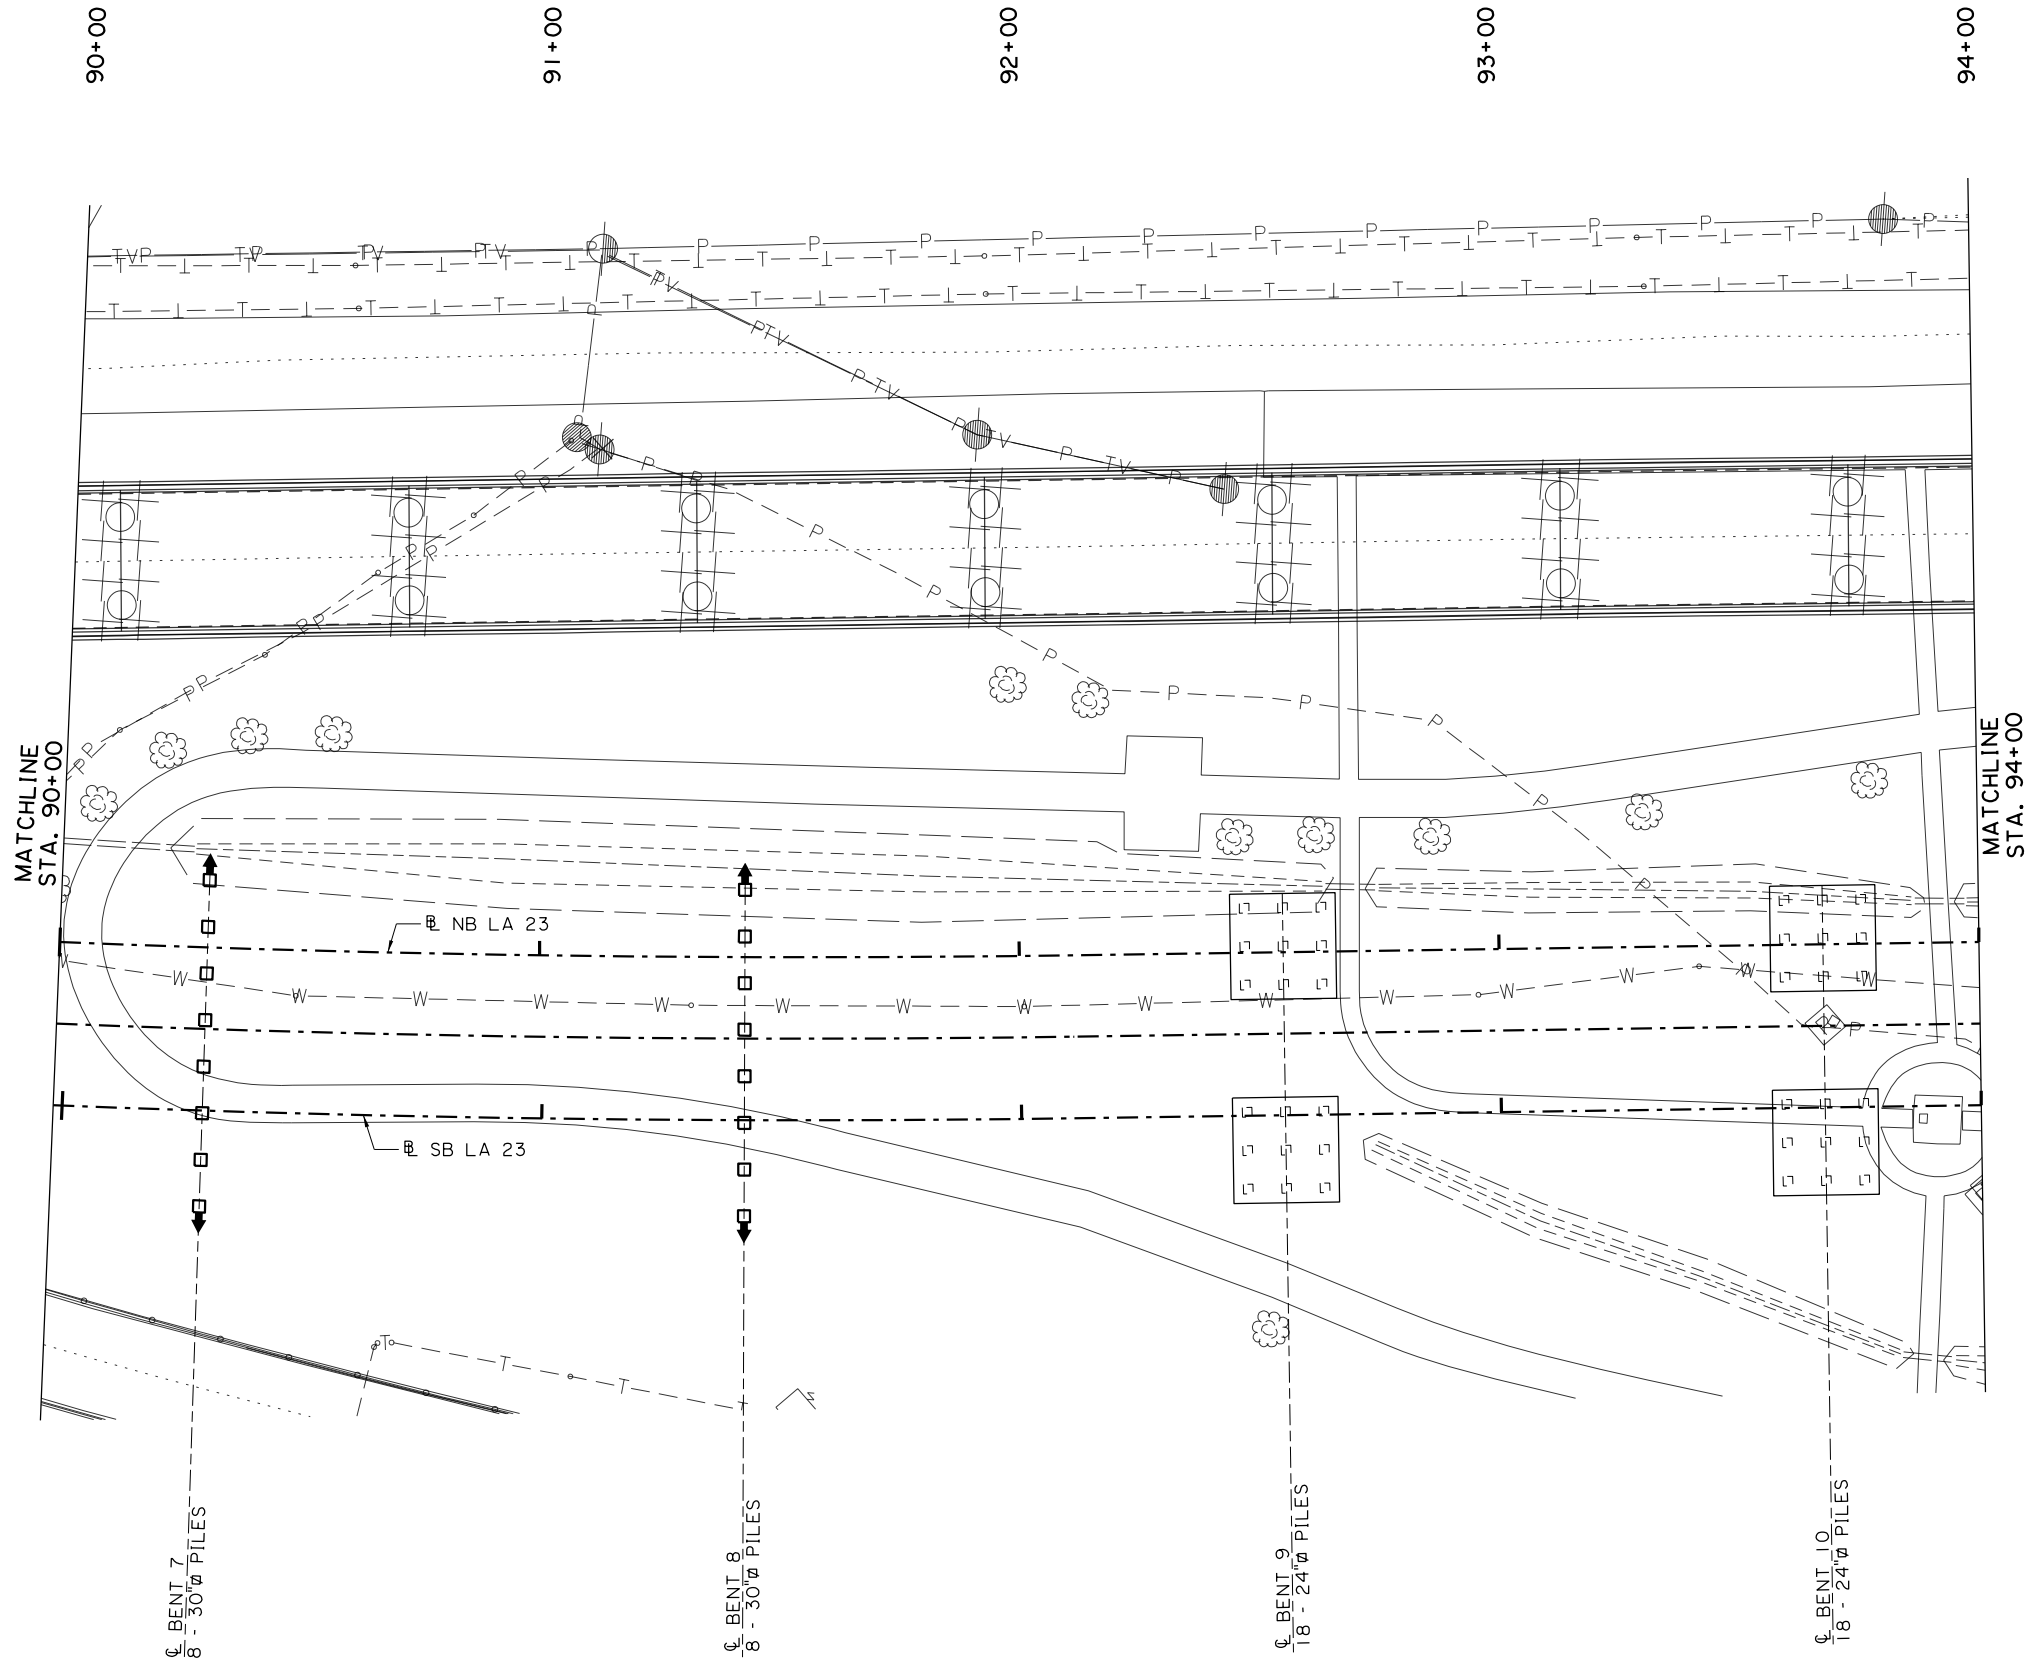 90+00
91+00
92+00
93+00
94+00
MATCHLINE
STA. 90+00
MATCHLINE
STA. 94+00
℄ NB LA 23
℄ SB LA 23
℄ BENT 7
8 - 30" PILES
℄ BENT 8
8 - 30" PILES
℄ BENT 9
18 - 24" PILES
℄ BENT 10
18 - 24" PILES